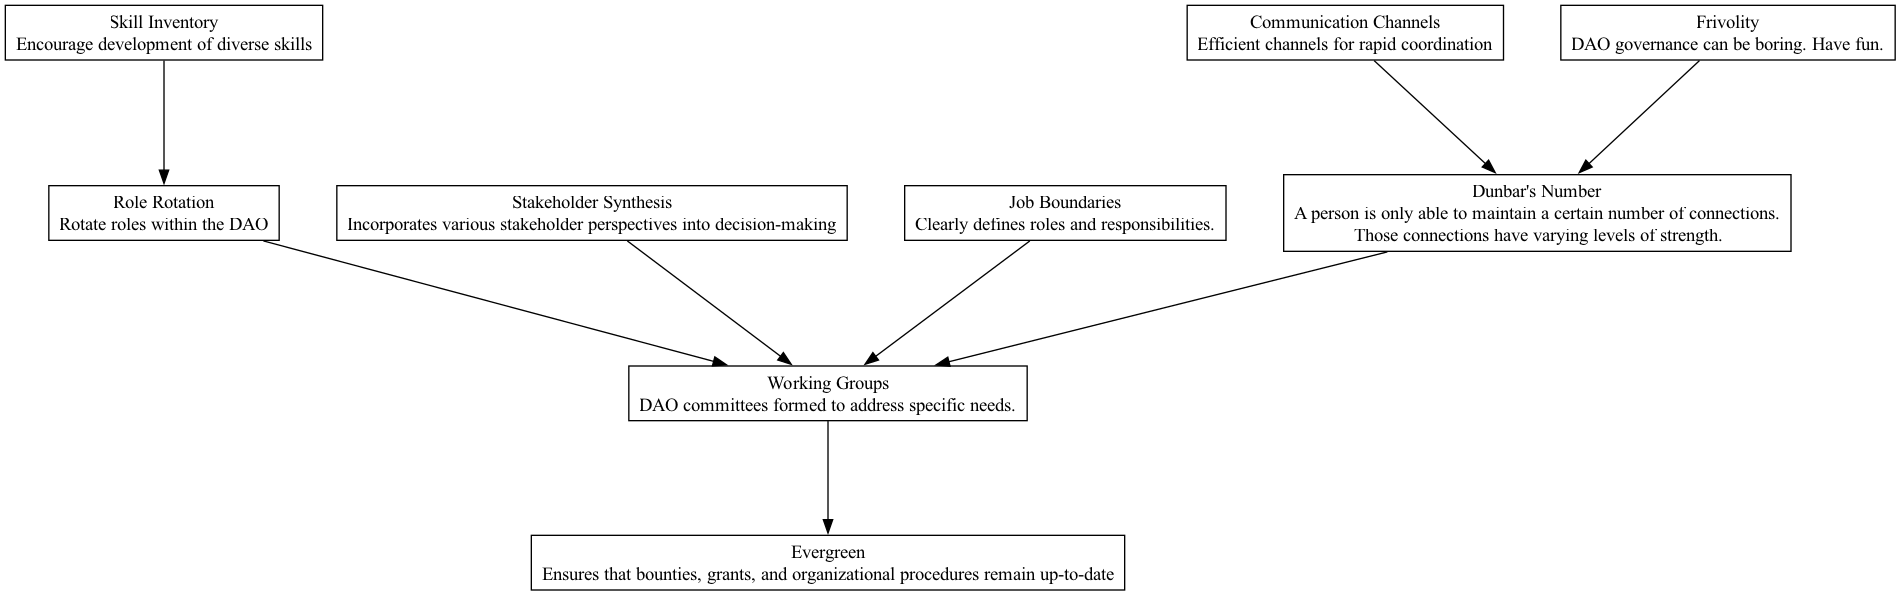 Skill Inventory
Encourage development of diverse skills
Communication Channels
Efficient channels for rapid coordination
Frivolity
DAO governance can be boring. Have fun.
Role Rotation
Rotate roles within the DAO
Stakeholder Synthesis
Incorporates various stakeholder perspectives into decision-making
Job Boundaries
Clearly defines roles and responsibilities.
Dunbar's Number
A person is only able to maintain a certain number of connections.
Those connections have varying levels of strength.
Working Groups
DAO committees formed to address specific needs.
Evergreen
Ensures that bounties, grants, and organizational procedures remain up-to-date